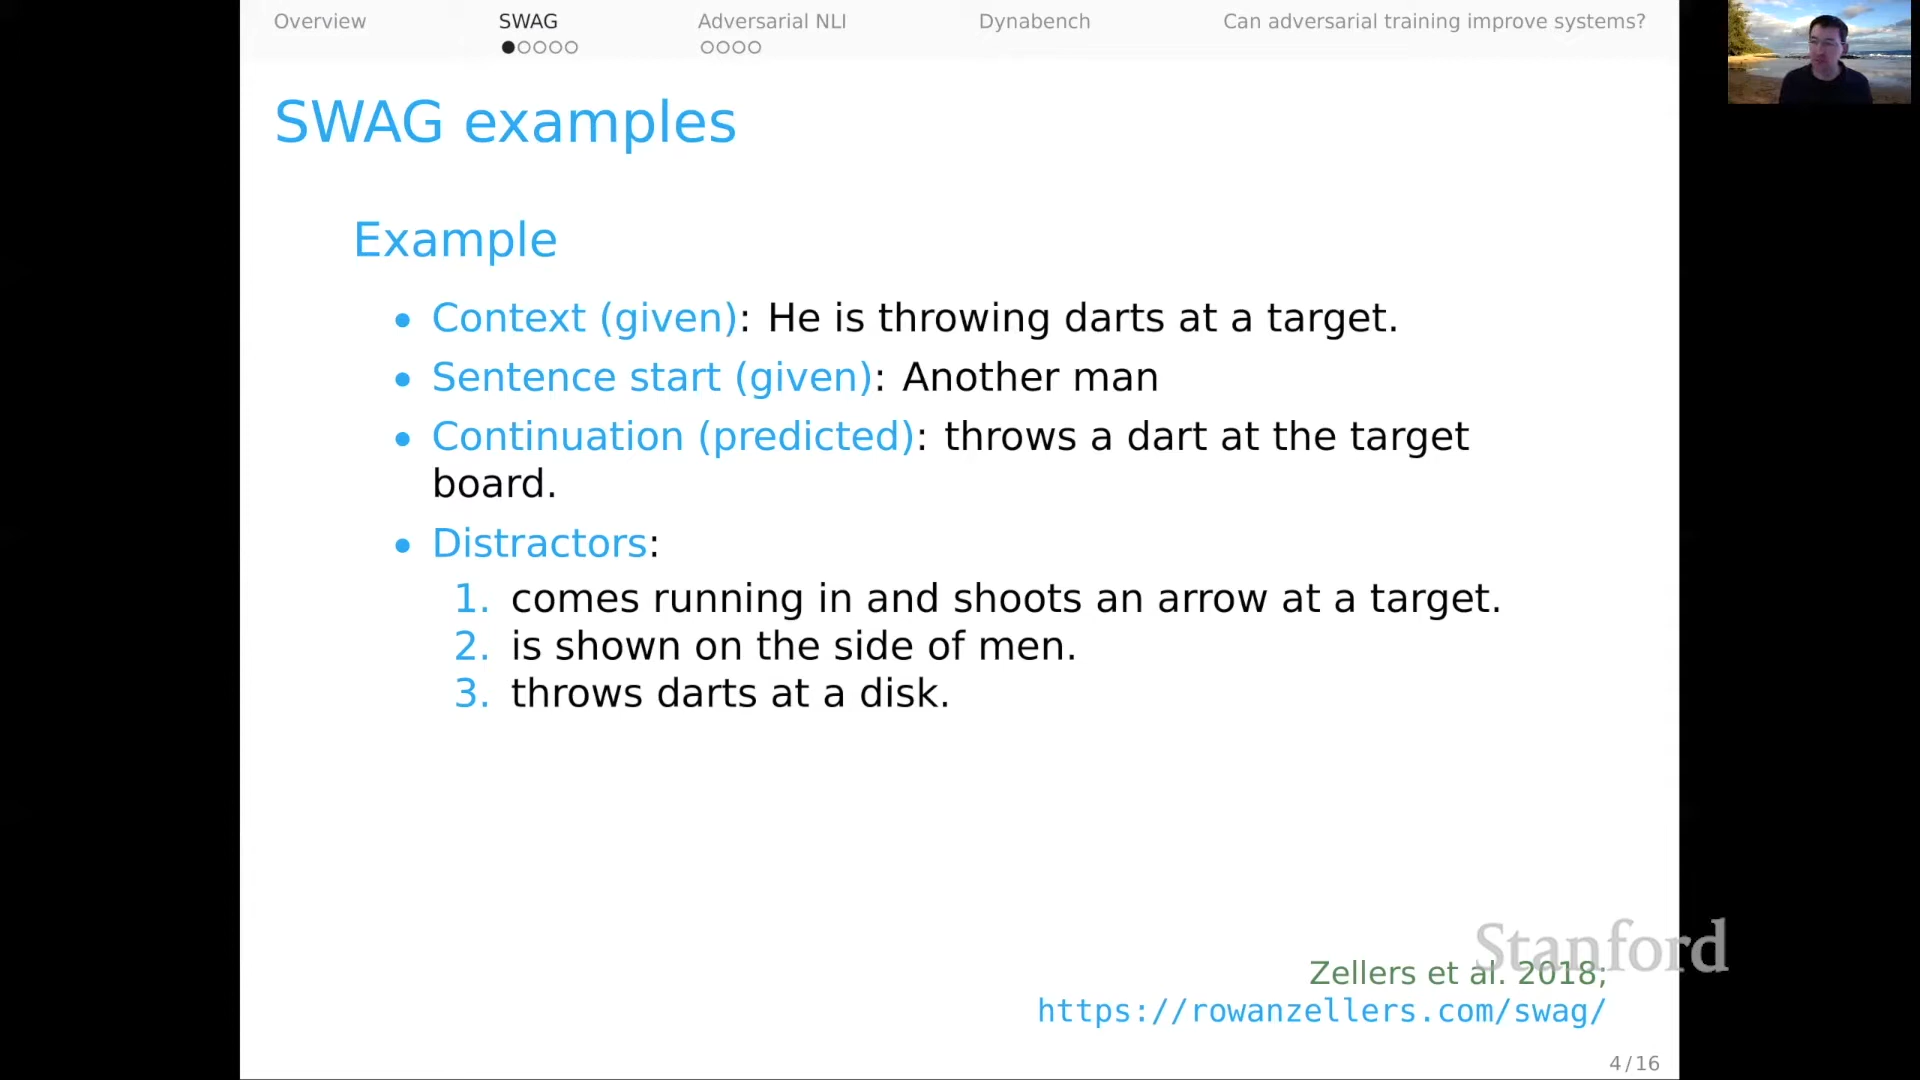 Overview SWAG Adversarial NLI Dynabench Can adversarial training improve systems?
SWAG examples
Example
• Context (given): He is throwing darts at a target.
• Sentence start (given): Another man
• Continuation (predicted): throws a dart at the target
board.
• Distractors:
1. comes running in and shoots an arrow at a target.
2. is shown on the side of men.
3. throws darts at a disk.
Stanford
Zellers et al. 2018;
https://rowanzellers.com/swag/
4/16